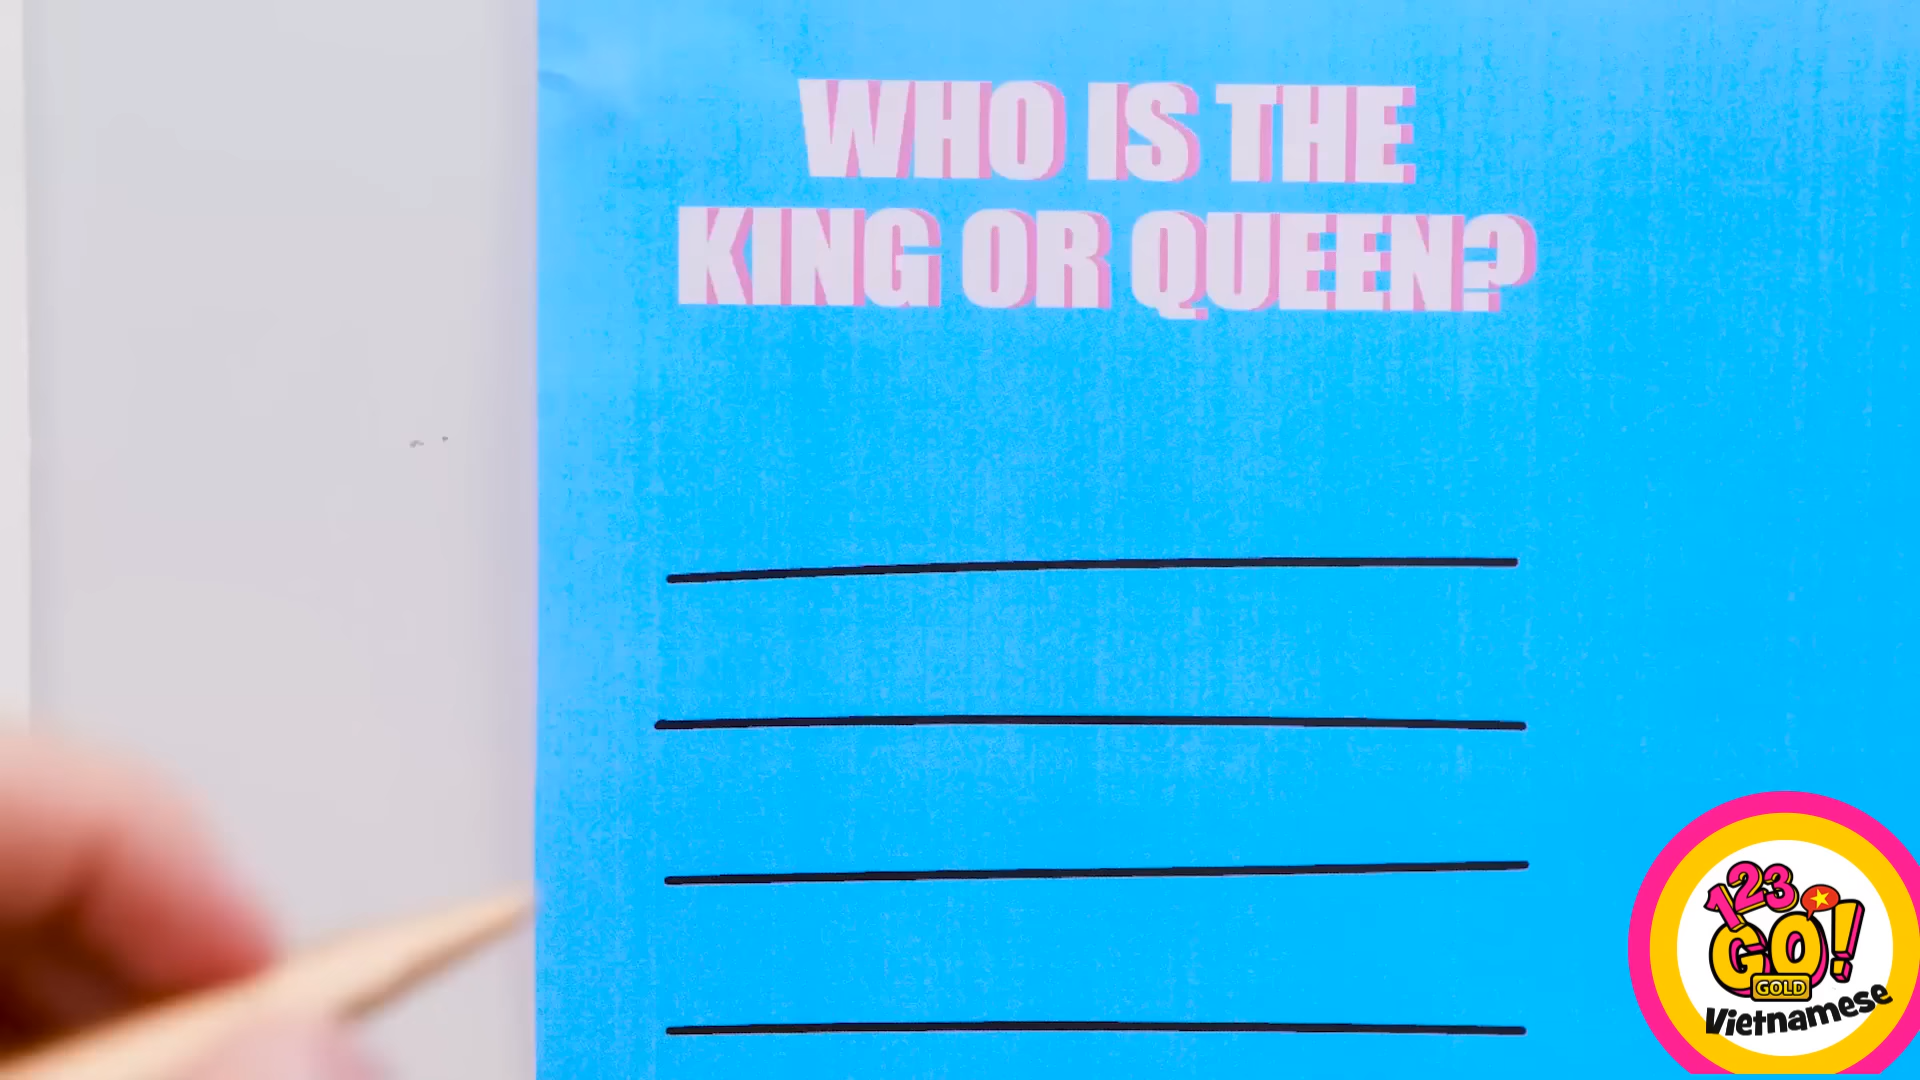 WHO IS THE
KING OR QUEEN?
123
GO!
GOLD
Vietnamese